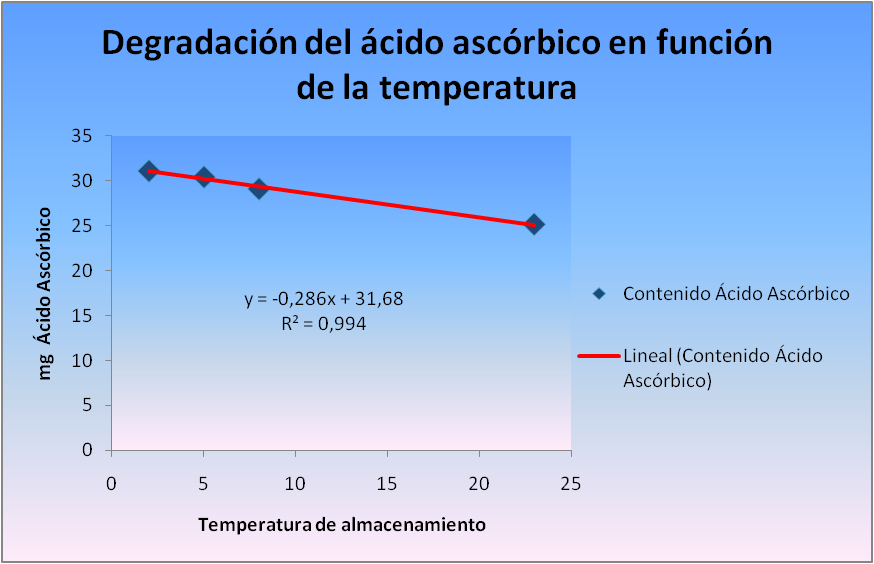 Degradación del ácido ascórbico en función
de la temperatura
35
30
25
20
15
10
5
0
mg Ácido Ascórbico
y = -0,286x + 31,68
R² = 0,994
0 5 10 15 20 25
Temperatura de almacenamiento
Contenido Ácido Ascórbico
Lineal (Contenido Ácido
Ascórbico)